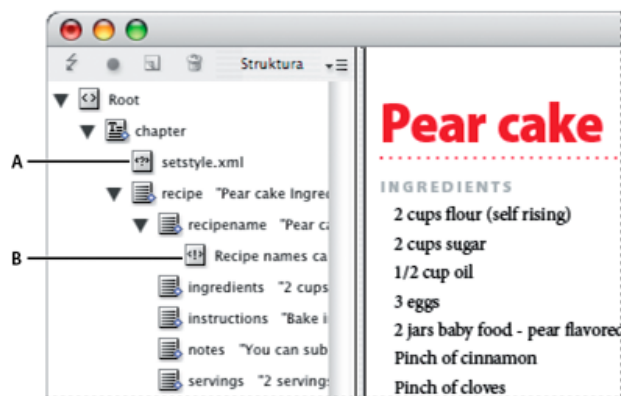 Struktura
Root
chapter
A
setstyle.xml
recipe "Pear cake Ingre
recipename "Pear ca
B
Recipe names ca
ingredients "2 cups
instructions "Bake i
notes "You can sub
servings "2 serving
Pear cake
INGREDIENTS
2 cups flour (self rising)
2 cups sugar
1/2 cup oil
3 eggs
2 jars baby food - pear flavored
Pinch of cinnamon
Pinch of cloves